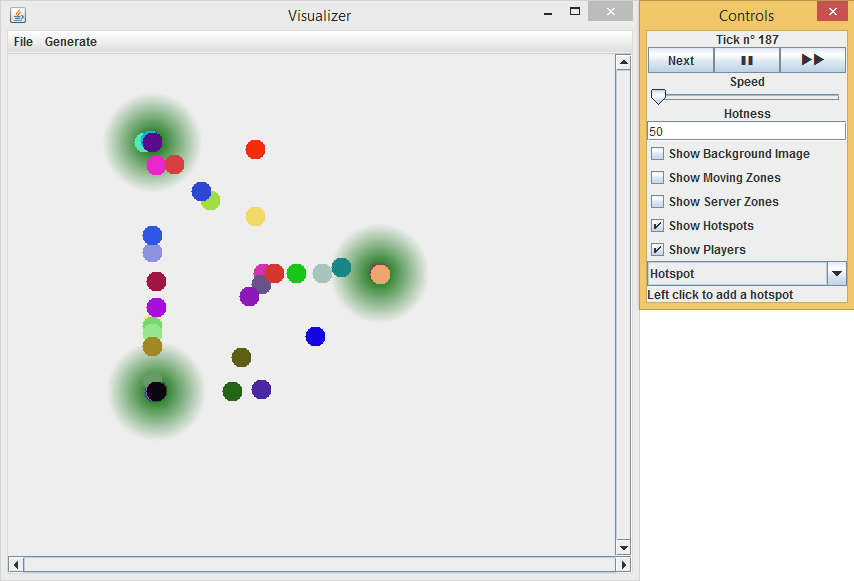 Visualizer
File Generate
Controls
Tick n° 187
Next
Speed
Hotness
50
Show Background Image
Show Moving Zones
Show Server Zones
Show Hotspots
Show Players
Hotspot
Left click to add a hotspot